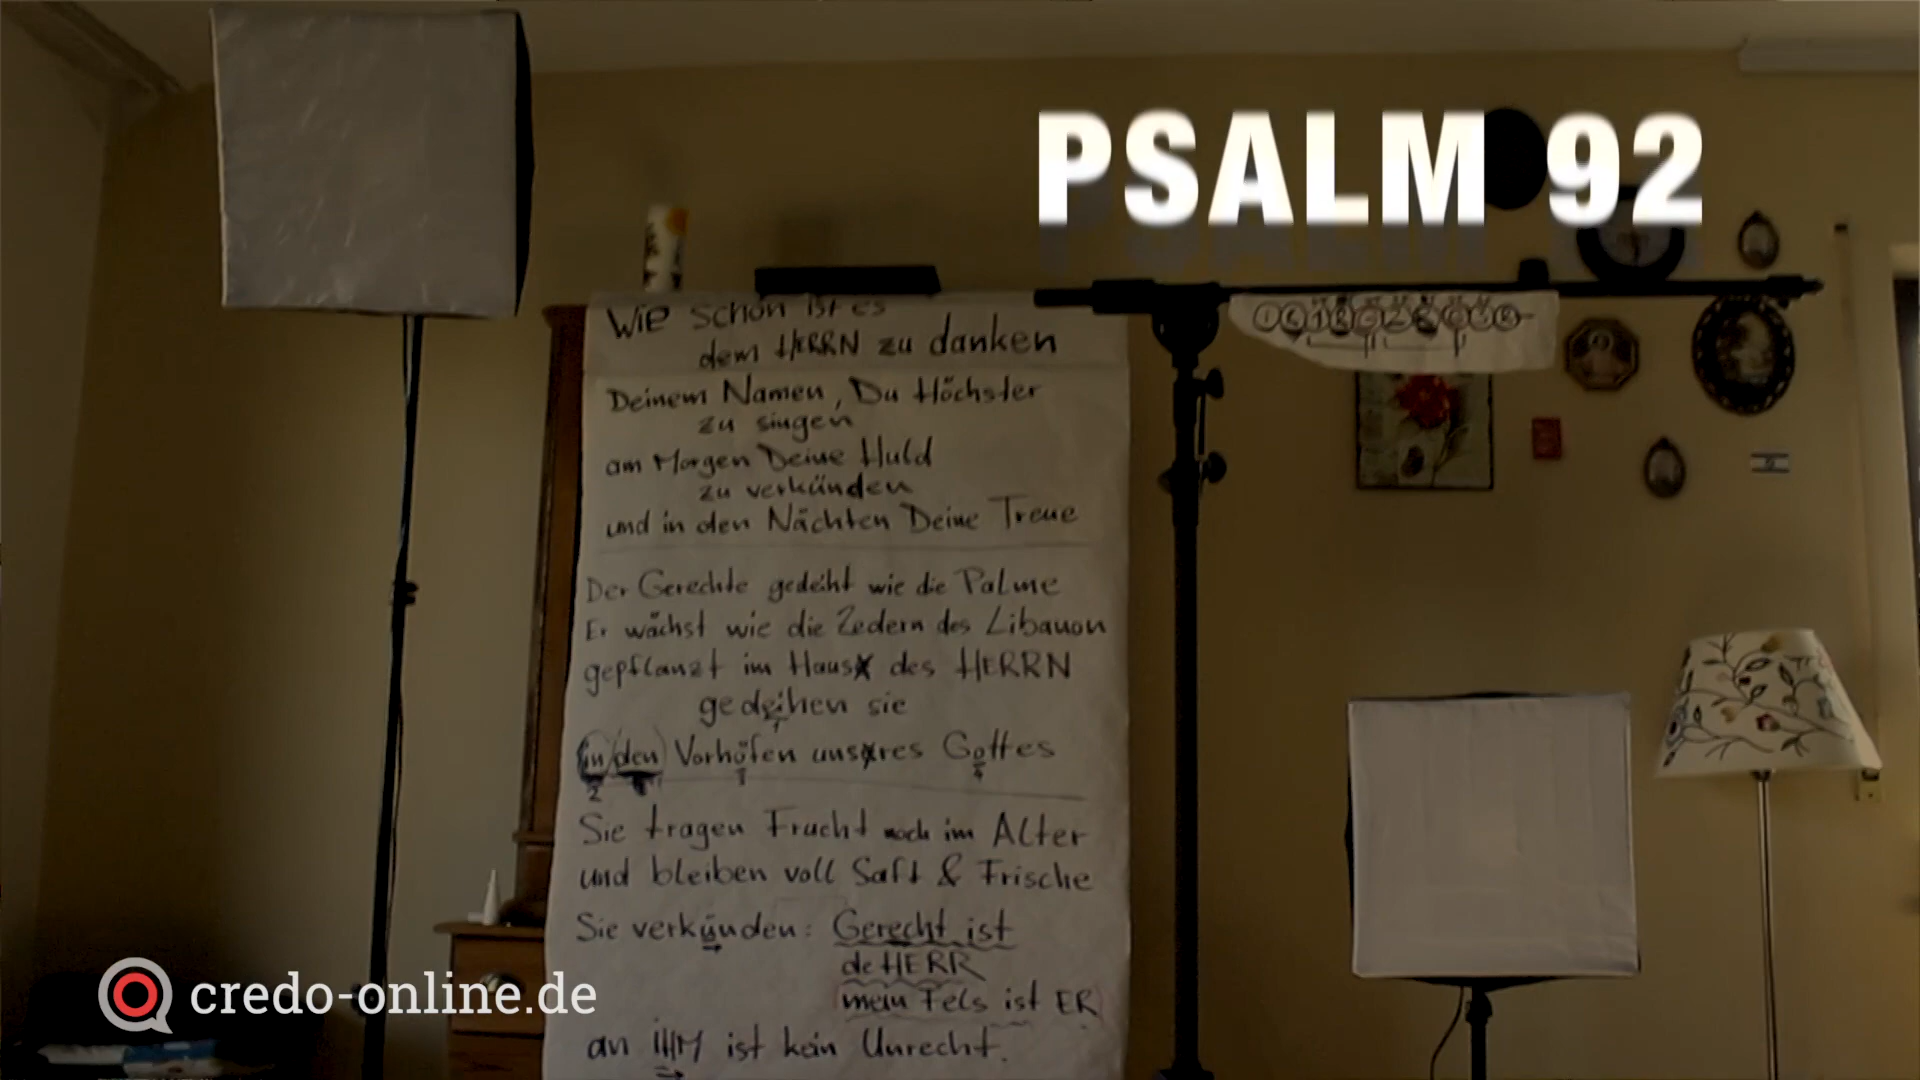 PSALM 92
Wie schön ist es
dem HERRN zu danken
Deinem Namen, Du Höchster
zu singen
am Morgen Deine Huld
zu verkünden
und in den Nächten Deine Treue
Der Gerechte gedeiht wie die Palme
Er wächst wie die Zedern des Libanon
gepflanzt im Haus des HERRN
gedeihen sie
in den Vorhöfen unsres Gottes
Sie tragen Frucht noch im Alter
und bleiben voll Saft & Frische
Sie verkünden: Gerecht ist
de HERR
mein Fels ist ER
an IHM ist kein Unrecht.
credo-online.de